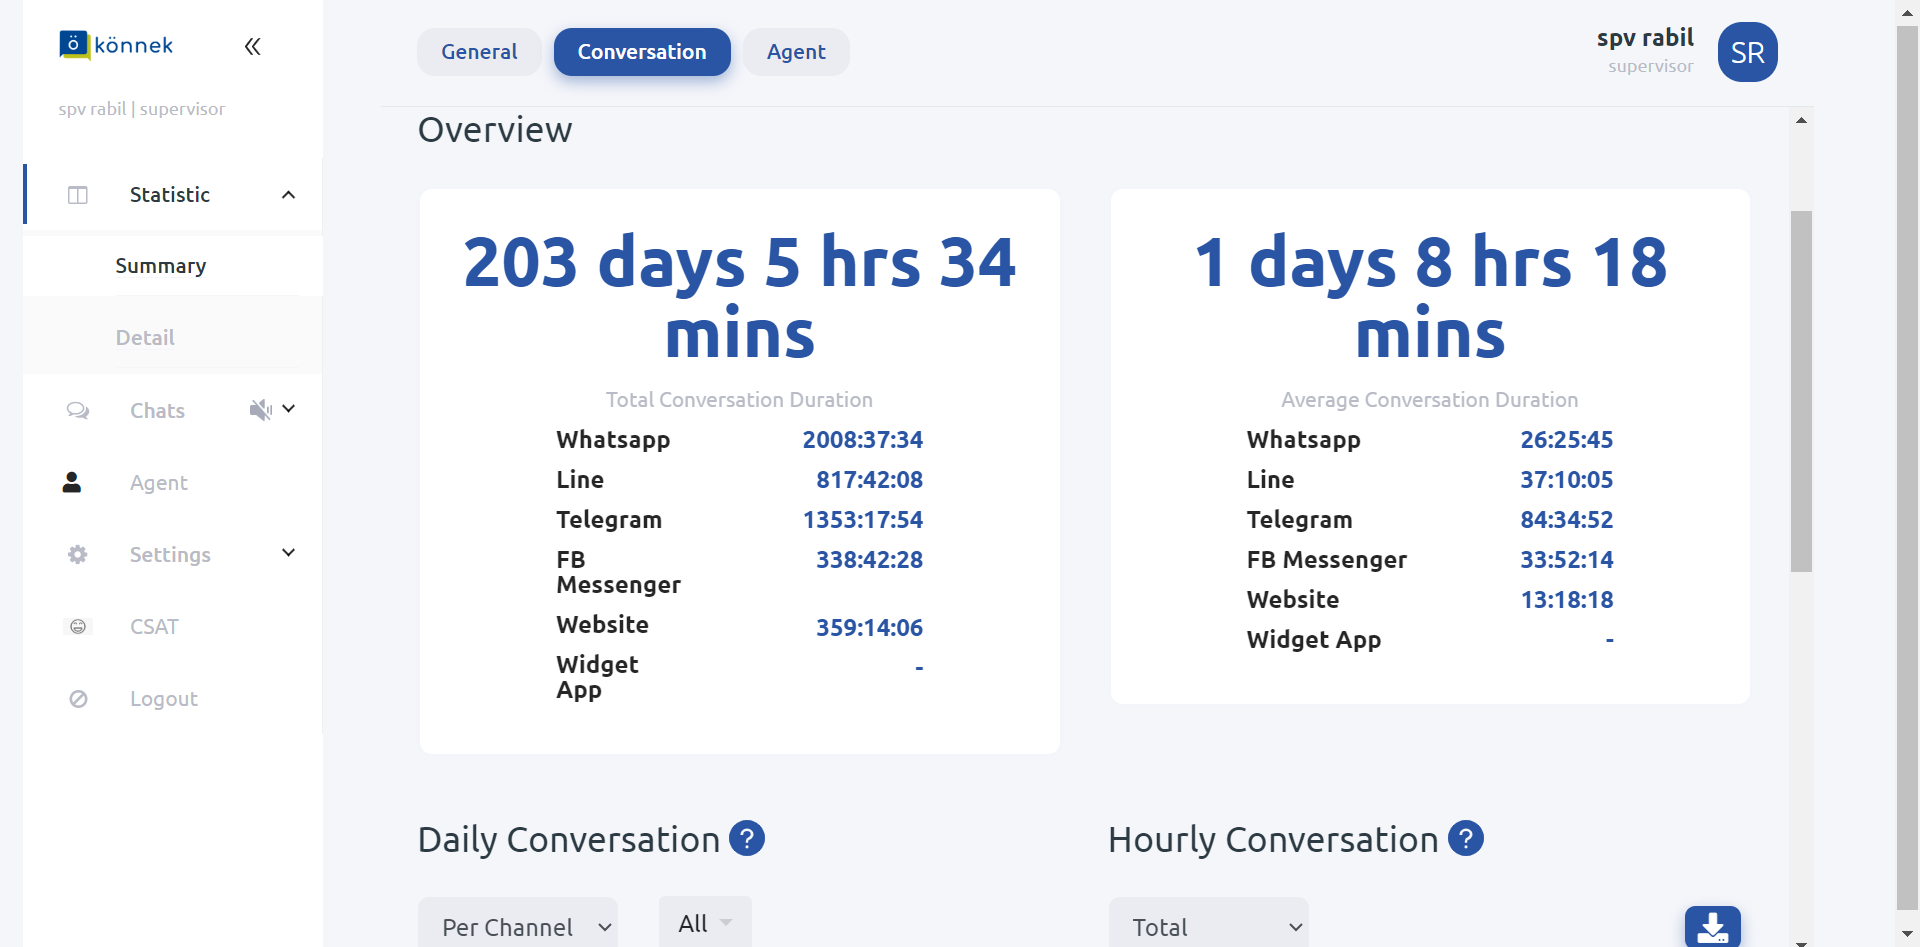 ö könnek
spv rabil | supervisor
Statistic
Summary
Detail
Chats
Agent
Settings
CSAT
Logout
General
Conversation
Agent
spv rabil
supervisor
SR
Overview
203 days 5 hrs 34
mins
Total Conversation Duration
Whatsapp 2008:37:34
Line 817:42:08
Telegram 1353:17:54
FB
Messenger 338:42:28
Website 359:14:06
Widget
App -
1 days 8 hrs 18
mins
Average Conversation Duration
Whatsapp 26:25:45
Line 37:10:05
Telegram 84:34:52
FB Messenger 33:52:14
Website 13:18:18
Widget App -
Daily Conversation ?
Per Channel
All
Hourly Conversation ?
Total